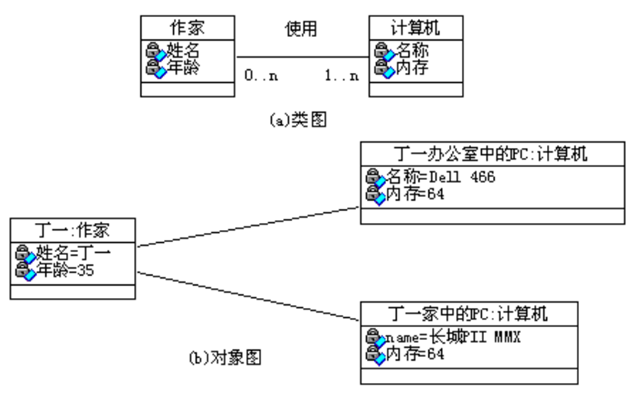 作家
使用
计算机
姓名
年龄
名称
内存
0..n
1..n
(a)类图
丁一办公室中的PC:计算机
名称=Dell 466
内存=64
丁一:作家
姓名=丁一
年龄=35
丁一家中的PC:计算机
name=长城PII MMX
内存=64
(b)对象图